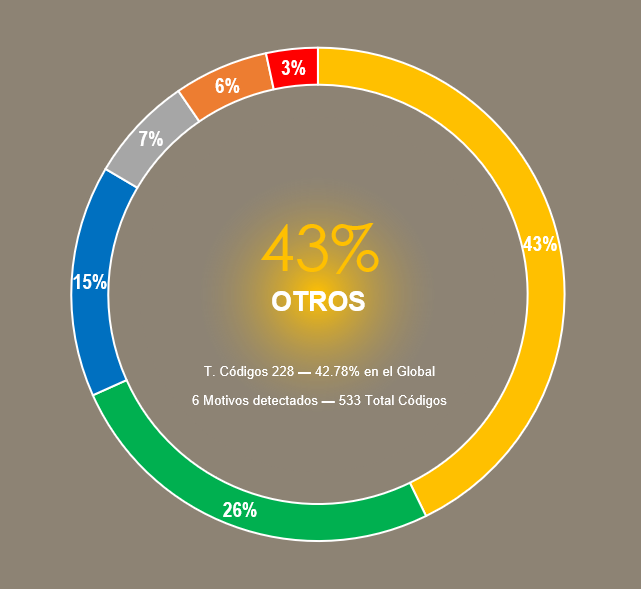 3%
6%
7%
43%
OTROS
43%
15%
T. Códigos 228 — 42.78% en el Global
6 Motivos detectados — 533 Total Códigos
26%